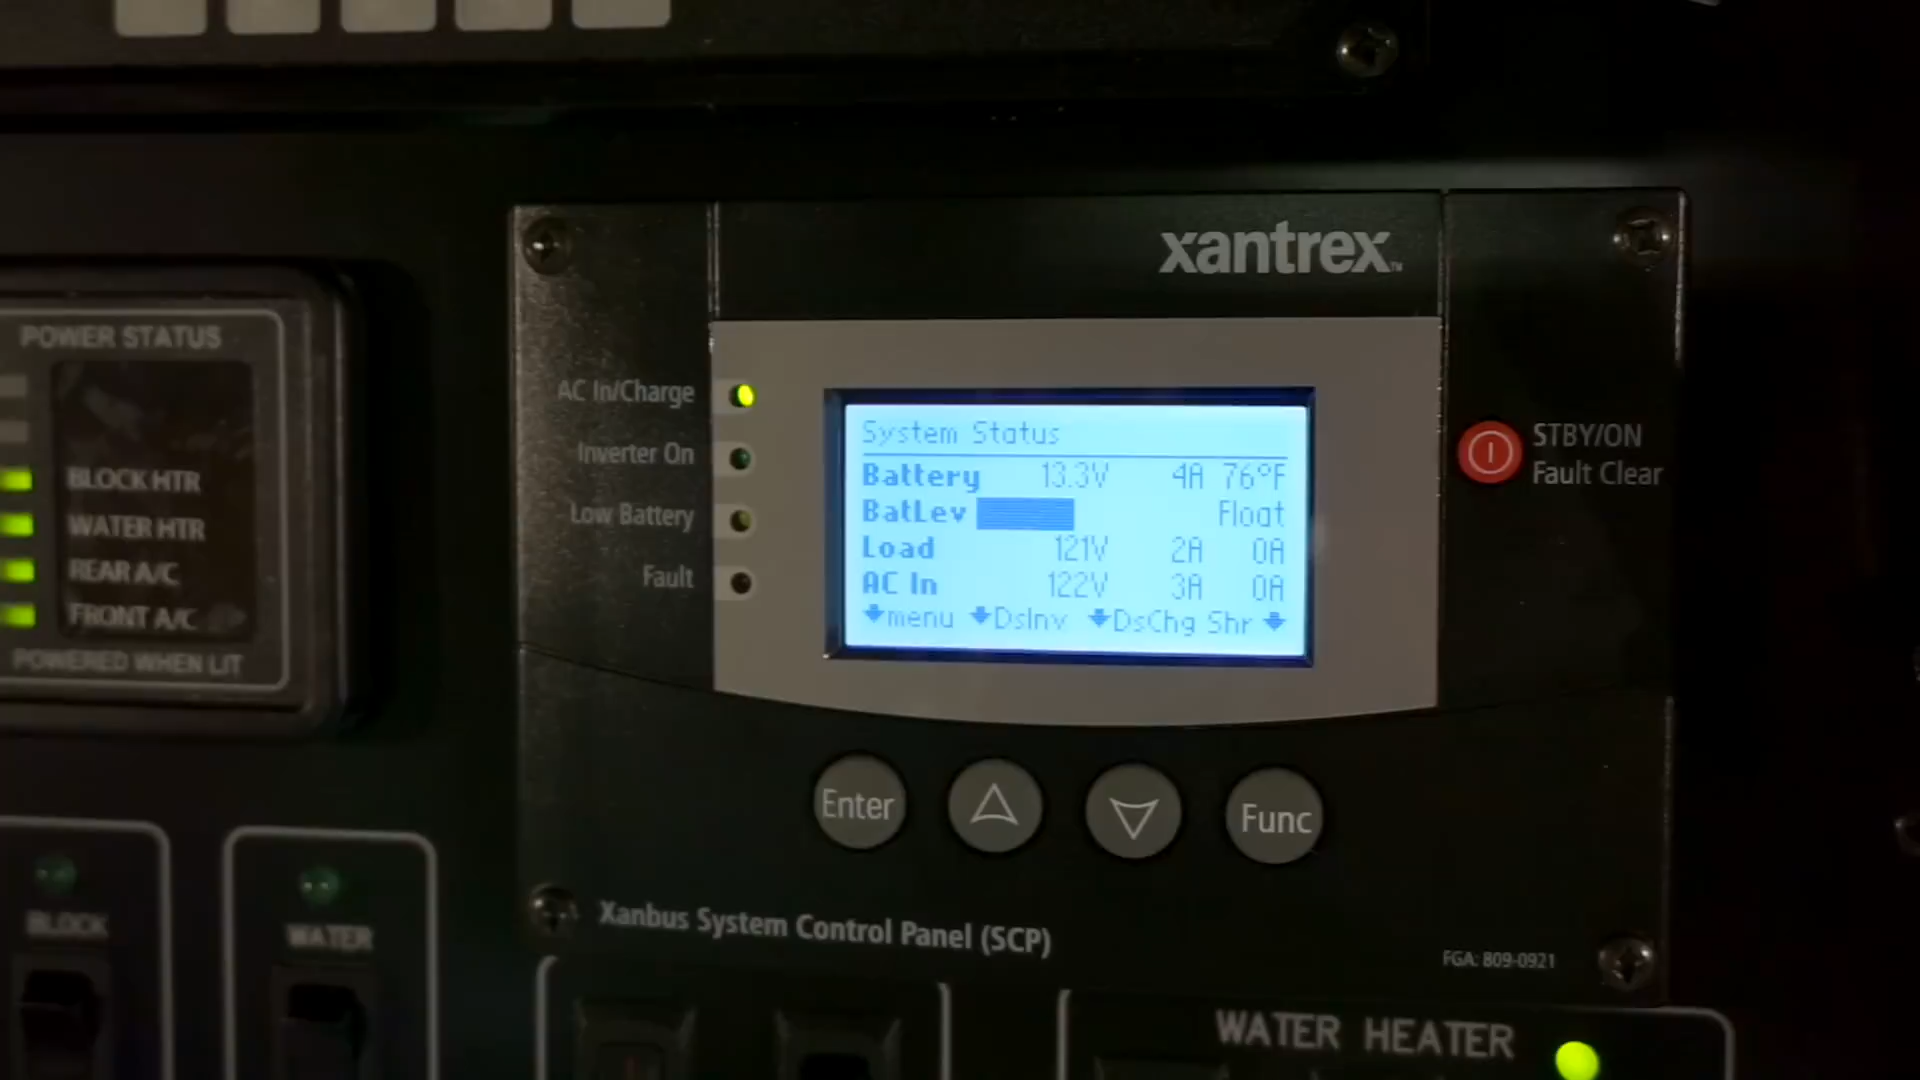 xantrex™
POWER STATUS
BLOCK HTR
WATER HTR
REAR A/C
FRONT A/C
POWERED WHEN LIT
AC In/Charge
Inverter On
Low Battery
Fault
System Status
Battery 13.3V 4A 76°F
BatLev Float
Load 121V 2A 0A
AC In 122V 3A 0A
menu DsInv DsChg Shr
STBY/ON
Fault Clear
Enter
Func
BLOCK
WATER
Xanbus System Control Panel (SCP)
FGA: 809-0921
WATER HEATER